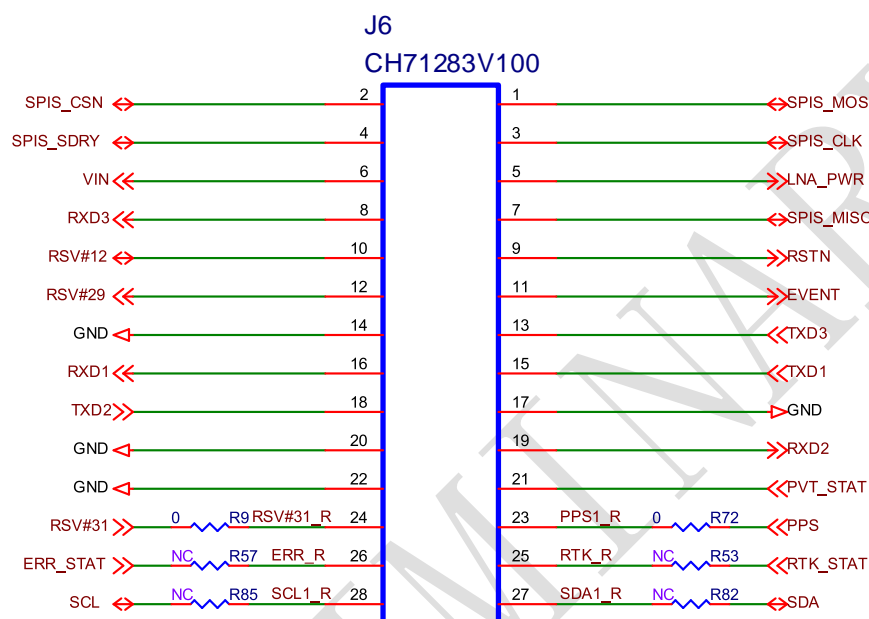 J6
CH71283V100
SPIS_CSN 2 1 SPIS_MOS
SPIS_SDRY 4 3 SPIS_CLK
VIN 6 5 LNA_PWR
RXD3 8 7 SPIS_MISO
RSV#12 10 9 RSTN
RSV#29 12 11 EVENT
GND 14 13 TXD3
RXD1 16 15 TXD1
TXD2 18 17 GND
GND 20 19 RXD2
GND 22 21 PVT_STAT
RSV#31 0 R9 RSV#31_R 24 23 PPS1_R 0 R72 PPS
ERR_STAT NC R57 ERR_R 26 25 RTK_R NC R53 RTK_STAT
SCL NC R85 SCL1_R 28 27 SDA1_R NC R82 SDA
MINAR